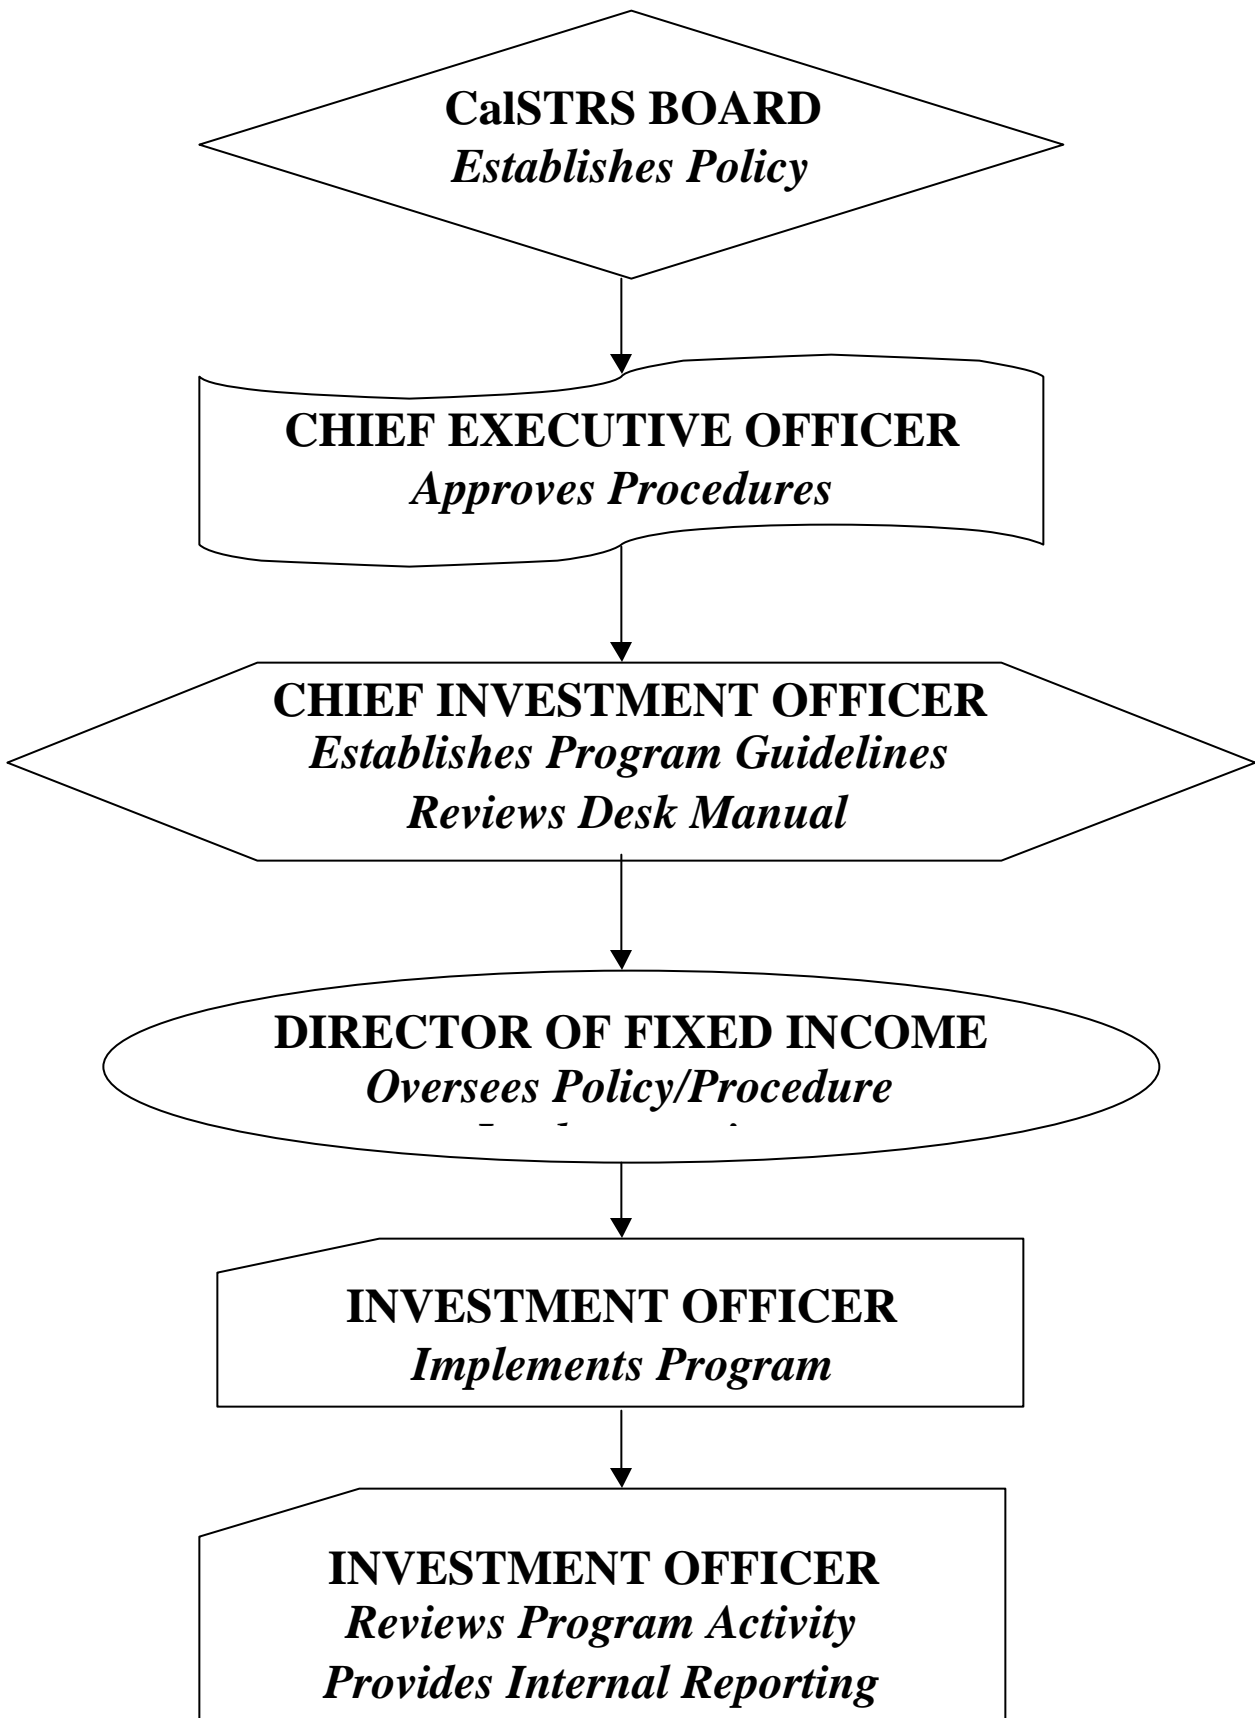 CalSTRS BOARD
Establishes Policy
CHIEF EXECUTIVE OFFICER
Approves Procedures
CHIEF INVESTMENT OFFICER
Establishes Program Guidelines
Reviews Desk Manual
DIRECTOR OF FIXED INCOME
Oversees Policy/Procedure
INVESTMENT OFFICER
Implements Program
INVESTMENT OFFICER
Reviews Program Activity
Provides Internal Reporting